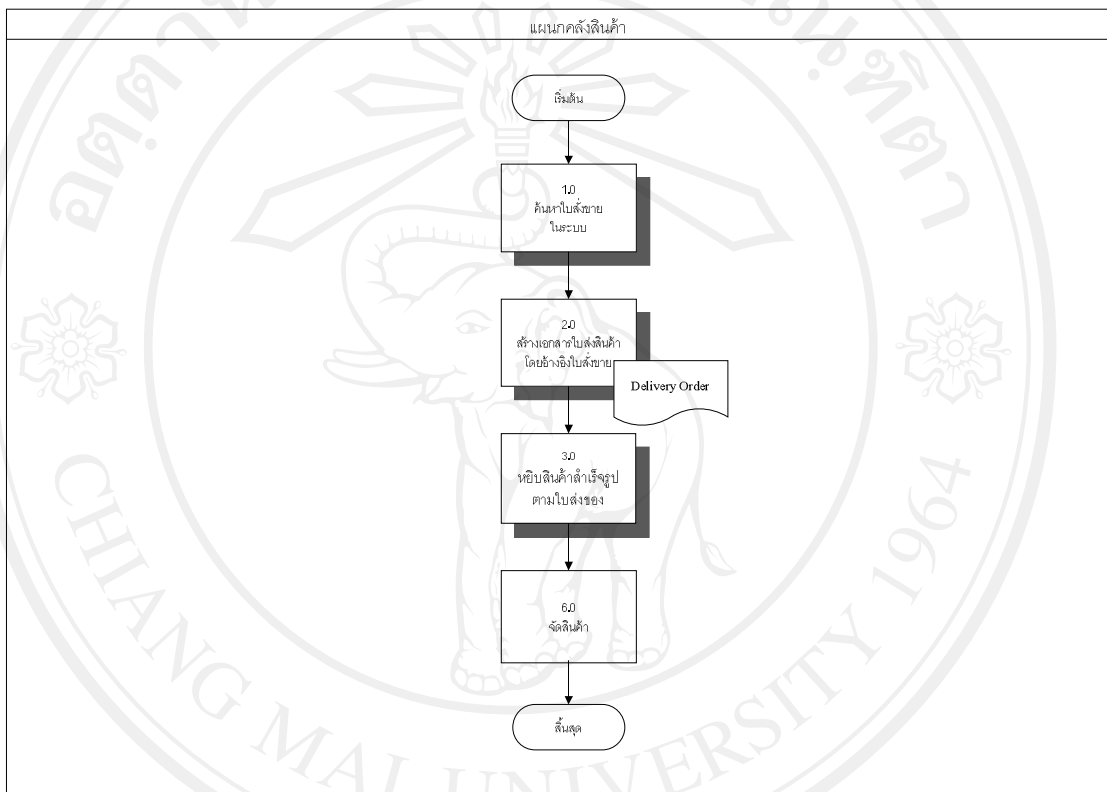 แผนกคลังสินค้า
เริ่มต้น
1.0
ค้นหาใบสั่งขาย
ในระบบ
2.0
สร้างเอกสารใบส่งสินค้า
โดยอ้างอิงใบสั่งขาย
Delivery Order
3.0
หยิบสินค้าสำเร็จรูป
ตามใบส่งของ
6.0
จัดสินค้า
สิ้นสุด
CHIANG MAI UNIVERSITY 1964